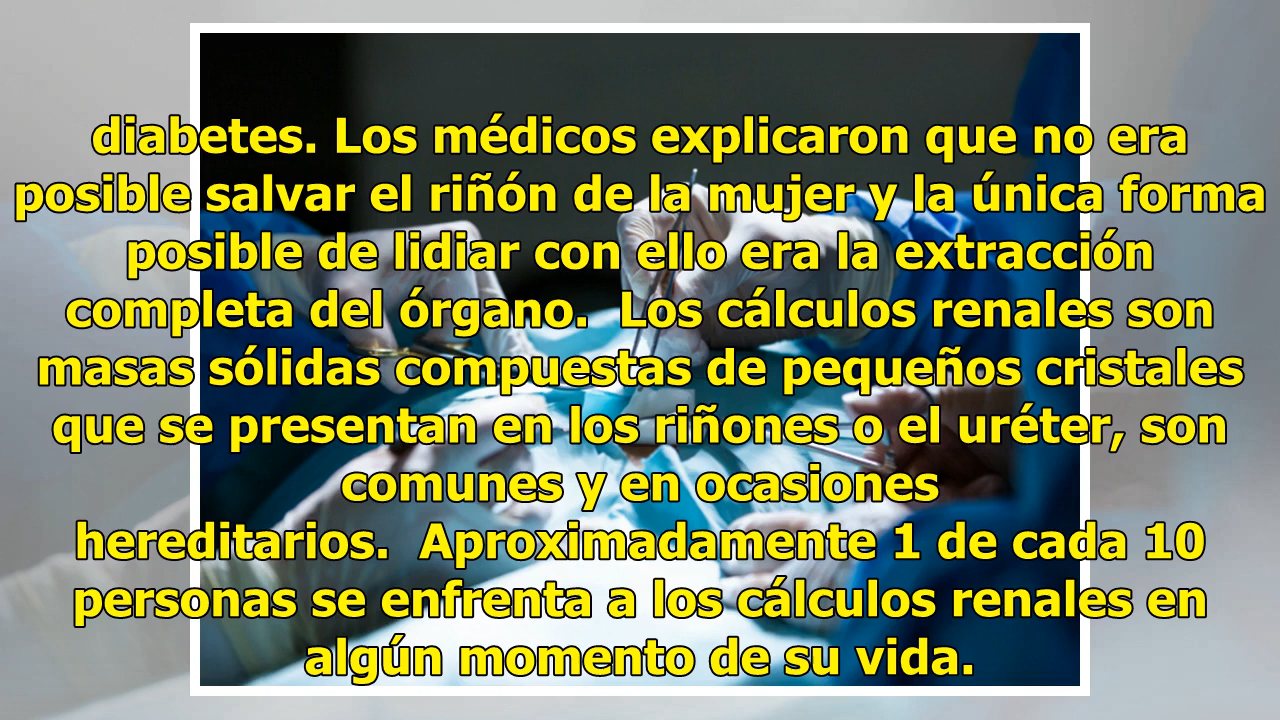 diabetes. Los médicos explicaron que no era
posible salvar el riñón de la mujer y la única forma
posible de lidiar con ello era la extracción
completa del órgano.  Los cálculos renales son
masas sólidas compuestas de pequeños cristales
que se presentan en los riñones o el uréter, son
comunes y en ocasiones
hereditarios.  Aproximadamente 1 de cada 10
personas se enfrenta a los cálculos renales en
algún momento de su vida.